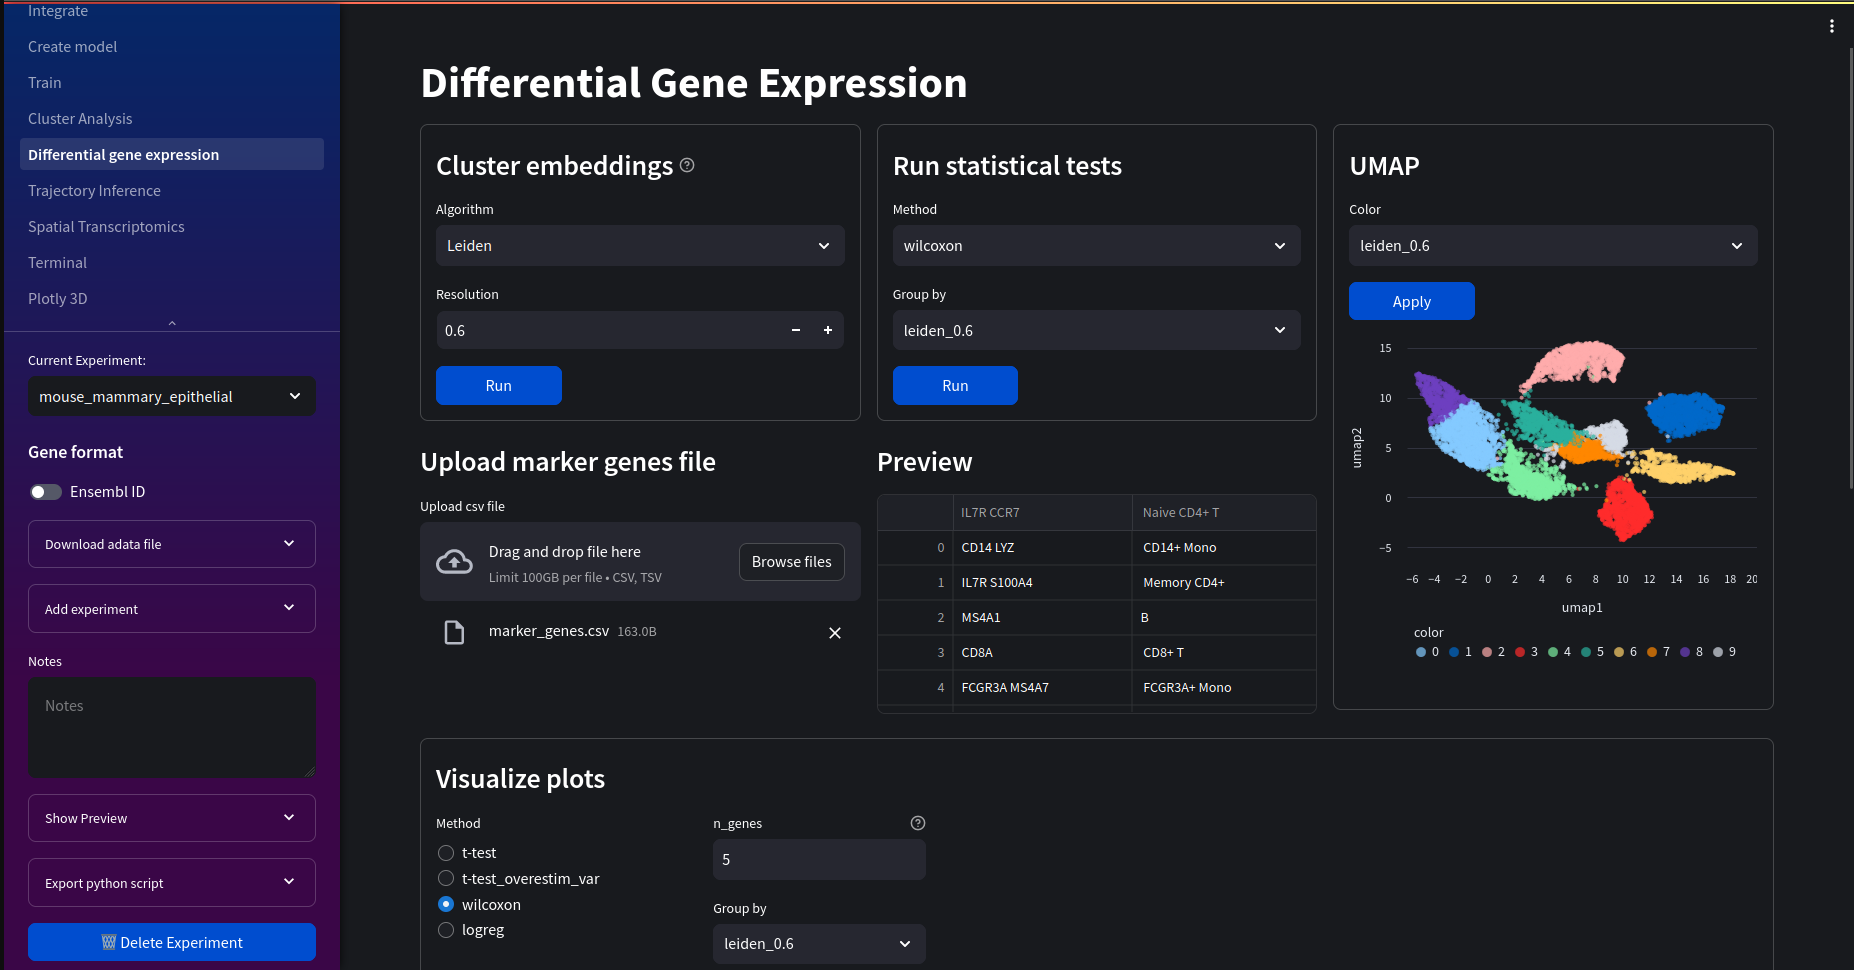 Integrate
Create model
Train
Cluster Analysis
Differential gene expression
Trajectory Inference
Spatial Transcriptomics
Terminal
Plotly 3D
Current Experiment:
mouse_mammary_epithelial
Gene format
Ensembl ID
Download adata file
Add experiment
Notes
Notes
Show Preview
Export python script
Delete Experiment
Differential Gene Expression
Cluster embeddings
Algorithm
Leiden
Resolution
0.6
Run
Run statistical tests
Method
wilcoxon
Group by
leiden_0.6
Run
UMAP
Color
leiden_0.6
Apply
15
10
5
0
−5
umap2
−6 −4 −2 0 2 4 6 8 10 12 14 16 18 20
umap1
color
0 1 2 3 4 5 6 7 8 9
Upload marker genes file
Upload csv file
Drag and drop file here
Limit 100GB per file • CSV, TSV
Browse files
marker_genes.csv 163.0B
Preview
IL7R CCR7 Naive CD4+ T
0 CD14 LYZ CD14+ Mono
1 IL7R S100A4 Memory CD4+
2 MS4A1 B
3 CD8A CD8+ T
4 FCGR3A MS4A7 FCGR3A+ Mono
Visualize plots
Method
t-test
t-test_overestim_var
wilcoxon
logreg
n_genes
5
Group by
leiden_0.6